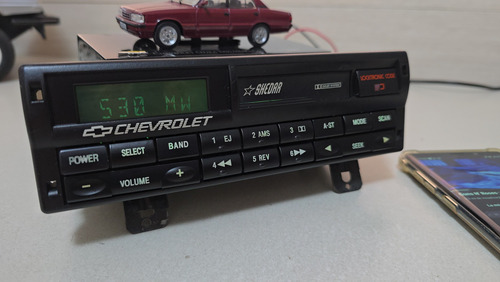 530 MW
SHEDAR
CHEVROLET
POWER
SELECT
BAND
1 EJ
2 AMS
3
A-ST
MODE
SCAN
4
5 REV
6
SEEK
VOLUME